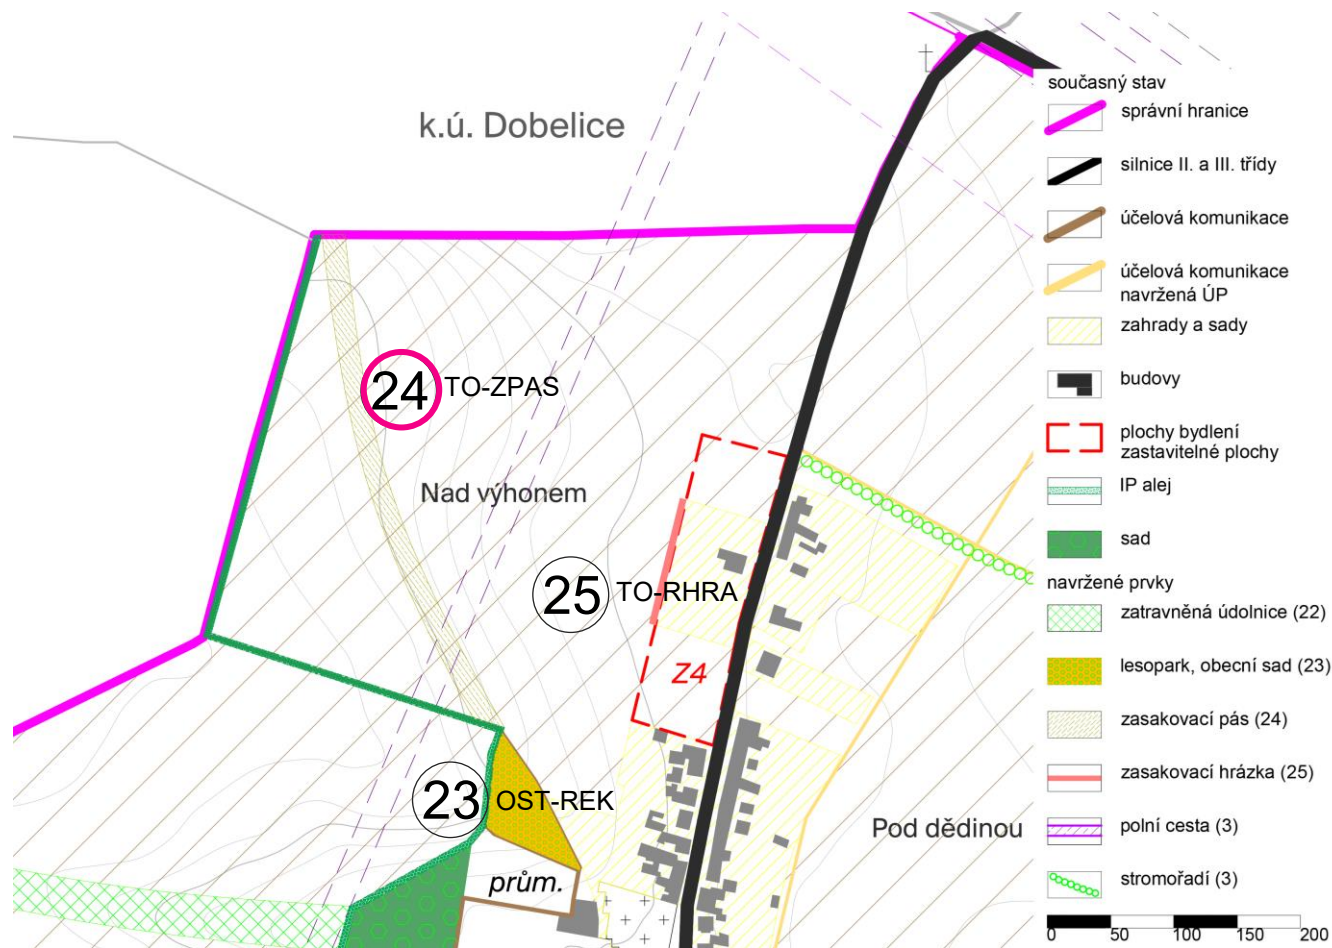 k.ú. Dobelice
24 TO-ZPAS
Nad výhonem
25 TO-RHRA
Z4
23 OST-REK
Pod dědinou
prům.
současný stav
správní hranice
silnice II. a III. třídy
účelová komunikace
účelová komunikace
navržená ÚP
zahrady a sady
budovy
plochy bydlení
zastavitelné plochy
IP alej
sad
navržené prvky
zatravněná údolnice (22)
lesopark, obecní sad (23)
zasakovací pás (24)
zasakovací hrázka (25)
polní cesta (3)
stromořadí (3)
0 50 100 150 200